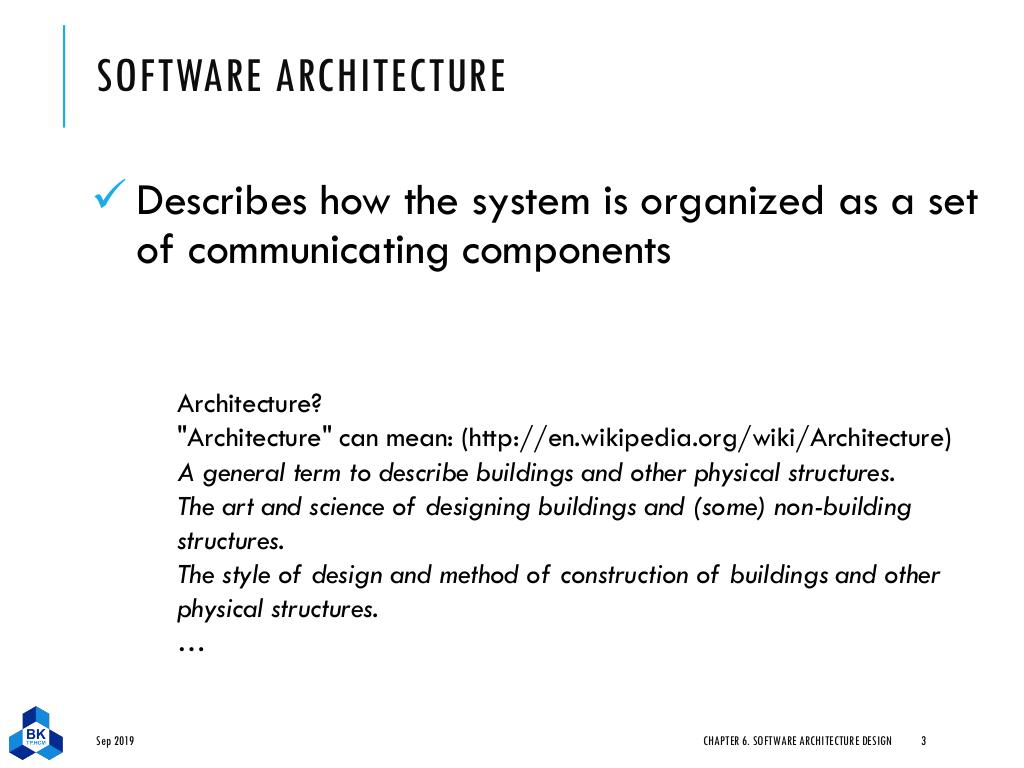 SOFTWARE ARCHITECTURE
✓ Describes how the system is organized as a set
of communicating components
Architecture?
"Architecture" can mean: (http://en.wikipedia.org/wiki/Architecture)
A general term to describe buildings and other physical structures.
The art and science of designing buildings and (some) non-building
structures.
The style of design and method of construction of buildings and other
physical structures.
…
BK
TP.HCM
Sep 2019
CHAPTER 6. SOFTWARE ARCHITECTURE DESIGN
3